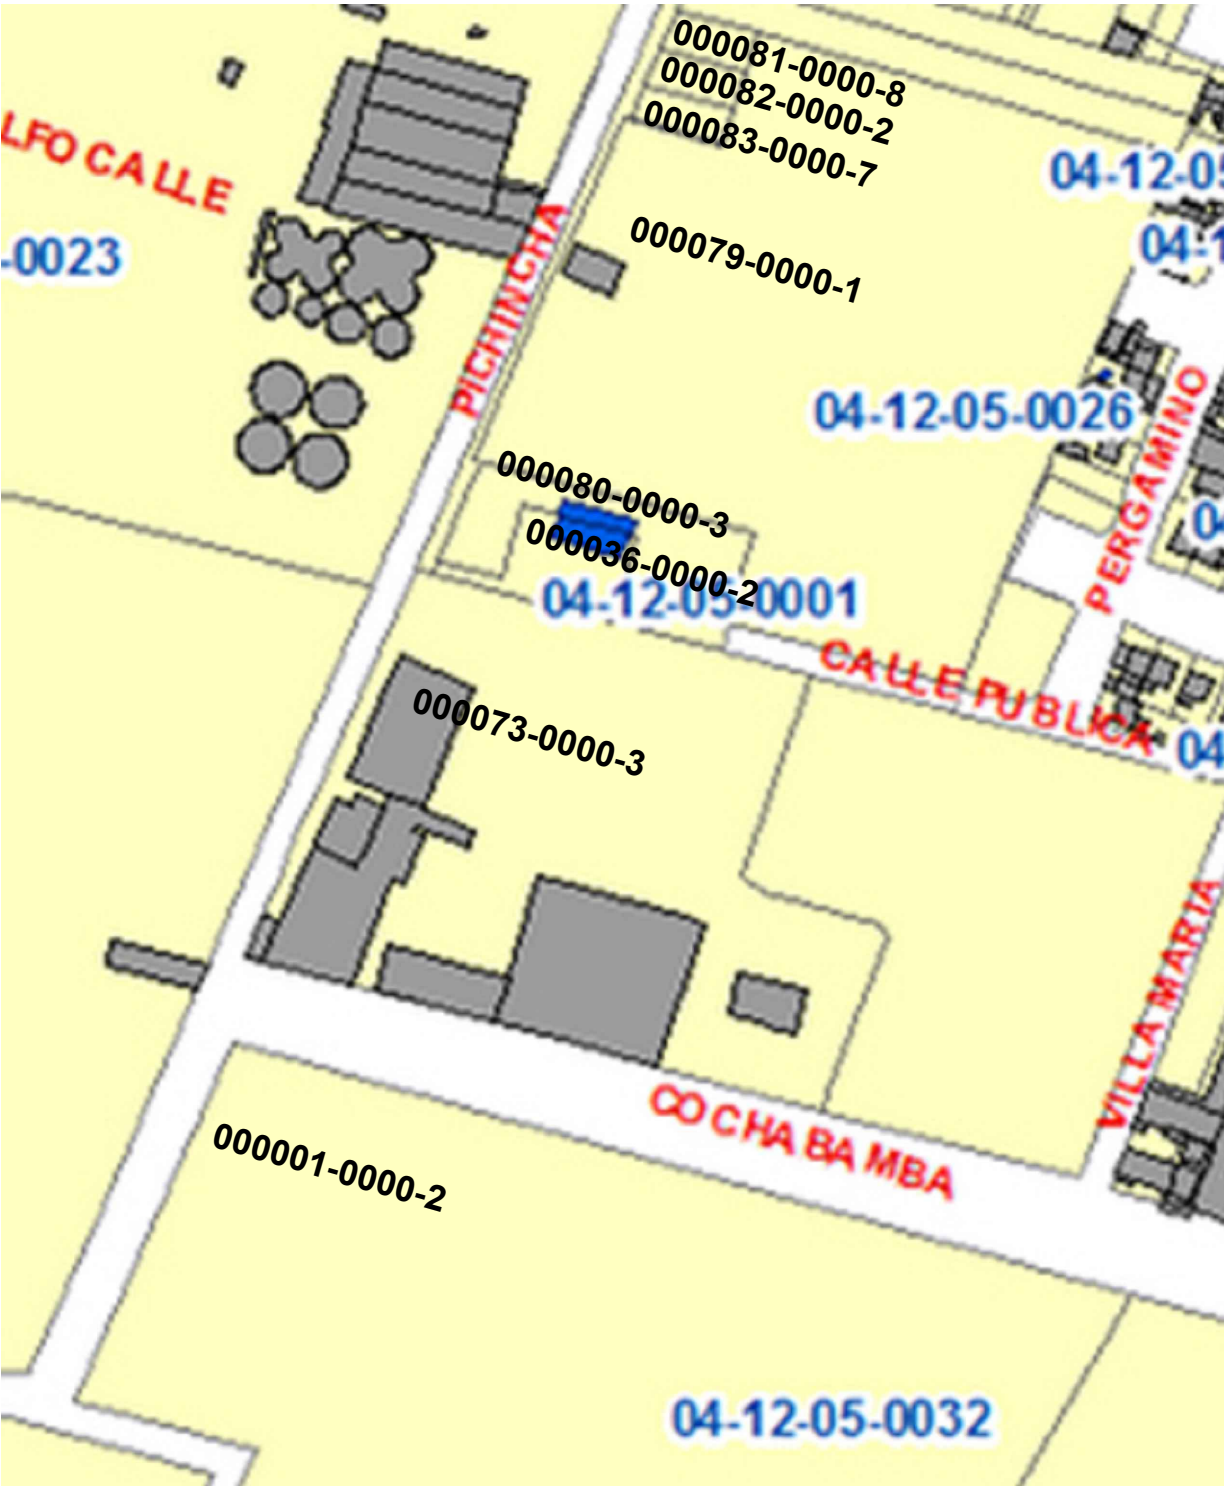 000081-0000-8
000082-0000-2
000083-0000-7
LFO CALLE
04-12-05
04-1
-0023
PICHINCHA
000079-0000-1
04-12-05-0026
PERGAMINO
000080-0000-3
04
000036-0000-2
04-12-05-0001
CALLE PUBLICA
000073-0000-3
04
VILLA MARIA
COCHABAMBA
000001-0000-2
04-12-05-0032